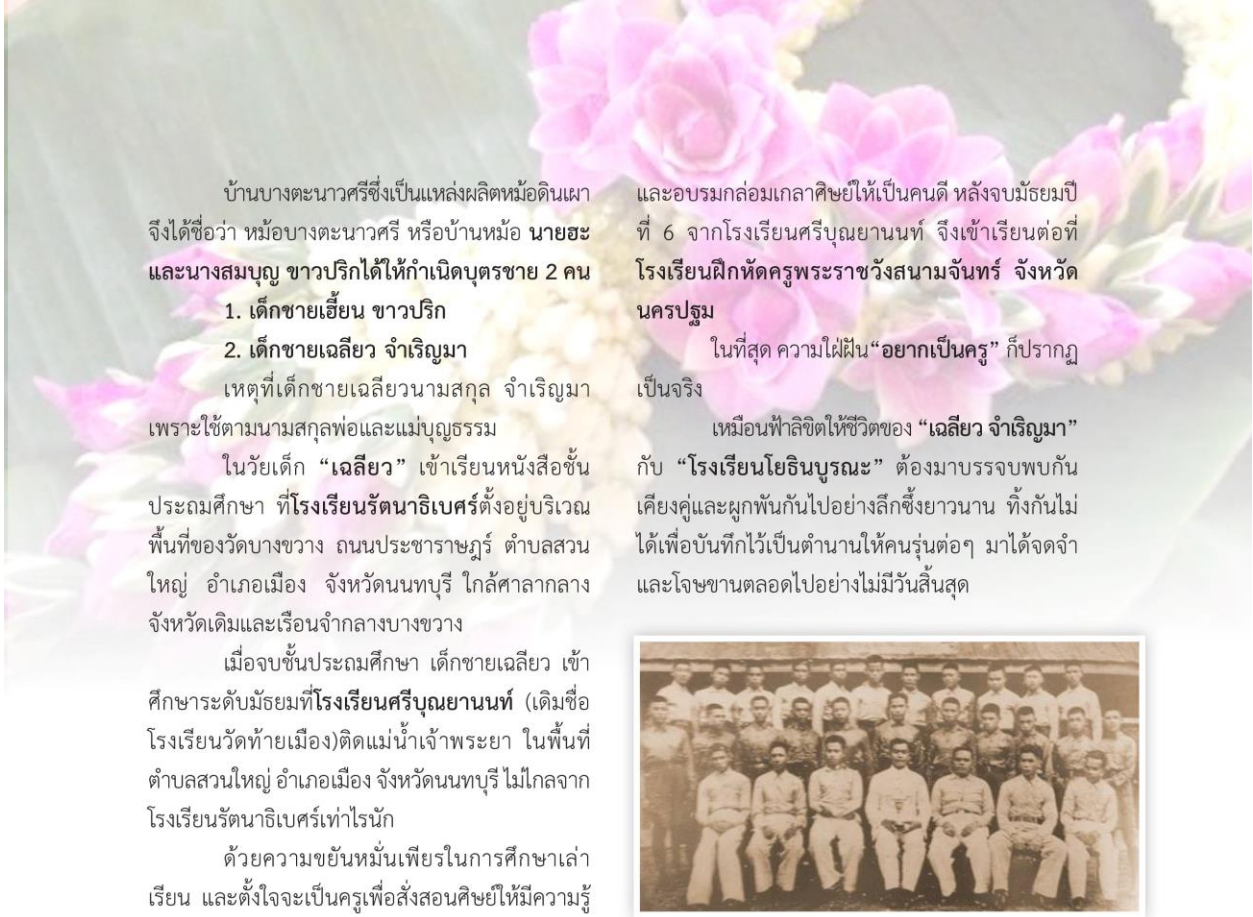 บ้านบางตะนาวศรีซึ่งเป็นแหล่งผลิตหม้อดินเผา
จึงได้ชื่อว่า หม้อบางตะนาวศรี หรือบ้านหม้อ นายฮะ
และนางสมบุญ ขาวปริกได้ให้กำเนิดบุตรชาย 2 คน
1. เด็กชายเฮี้ยน ขาวปริก
2. เด็กชายเฉลียว จำเริญมา
เหตุที่เด็กชายเฉลียวนามสกุล จำเริญมา
เพราะใช้ตามนามสกุลพ่อและแม่บุญธรรม
ในวัยเด็ก “เฉลียว” เข้าเรียนหนังสือชั้น
ประถมศึกษา ที่โรงเรียนรัตนาธิเบศร์ตั้งอยู่บริเวณ
พื้นที่ของวัดบางขวาง ถนนประชาราษฎร์ ตำบลสวน
ใหญ่ อำเภอเมือง จังหวัดนนทบุรี ใกล้ศาลากลาง
จังหวัดเดิมและเรือนจำกลางบางขวาง
เมื่อจบชั้นประถมศึกษา เด็กชายเฉลียว เข้า
ศึกษาระดับมัธยมที่โรงเรียนศรีบุณยานนท์ (เดิมชื่อ
โรงเรียนวัดท้ายเมือง)ติดแม่น้ำเจ้าพระยา ในพื้นที่
ตำบลสวนใหญ่ อำเภอเมือง จังหวัดนนทบุรี ไม่ไกลจาก
โรงเรียนรัตนาธิเบศร์เท่าไรนัก
ด้วยความขยันหมั่นเพียรในการศึกษาเล่า
เรียน และตั้งใจจะเป็นครูเพื่อสั่งสอนศิษย์ให้มีความรู้
และอบรมกล่อมเกลาศิษย์ให้เป็นคนดี หลังจบมัธยมปี
ที่ 6 จากโรงเรียนศรีบุณยานนท์ จึงเข้าเรียนต่อที่
โรงเรียนฝึกหัดครูพระราชวังสนามจันทร์ จังหวัด
นครปฐม
ในที่สุด ความใฝ่ฝัน“อยากเป็นครู” ก็ปรากฏ
เป็นจริง
เหมือนฟ้าลิขิตให้ชีวิตของ “เฉลียว จำเริญมา”
กับ “โรงเรียนโยธินบูรณะ” ต้องมาบรรจบพบกัน
เคียงคู่และผูกพันกันไปอย่างลึกซึ้งยาวนาน ทิ้งกันไม่
ได้เพื่อบันทึกไว้เป็นตำนานให้คนรุ่นต่อๆ มาได้จดจำ
และโจษขานตลอดไปอย่างไม่มีวันสิ้นสุด